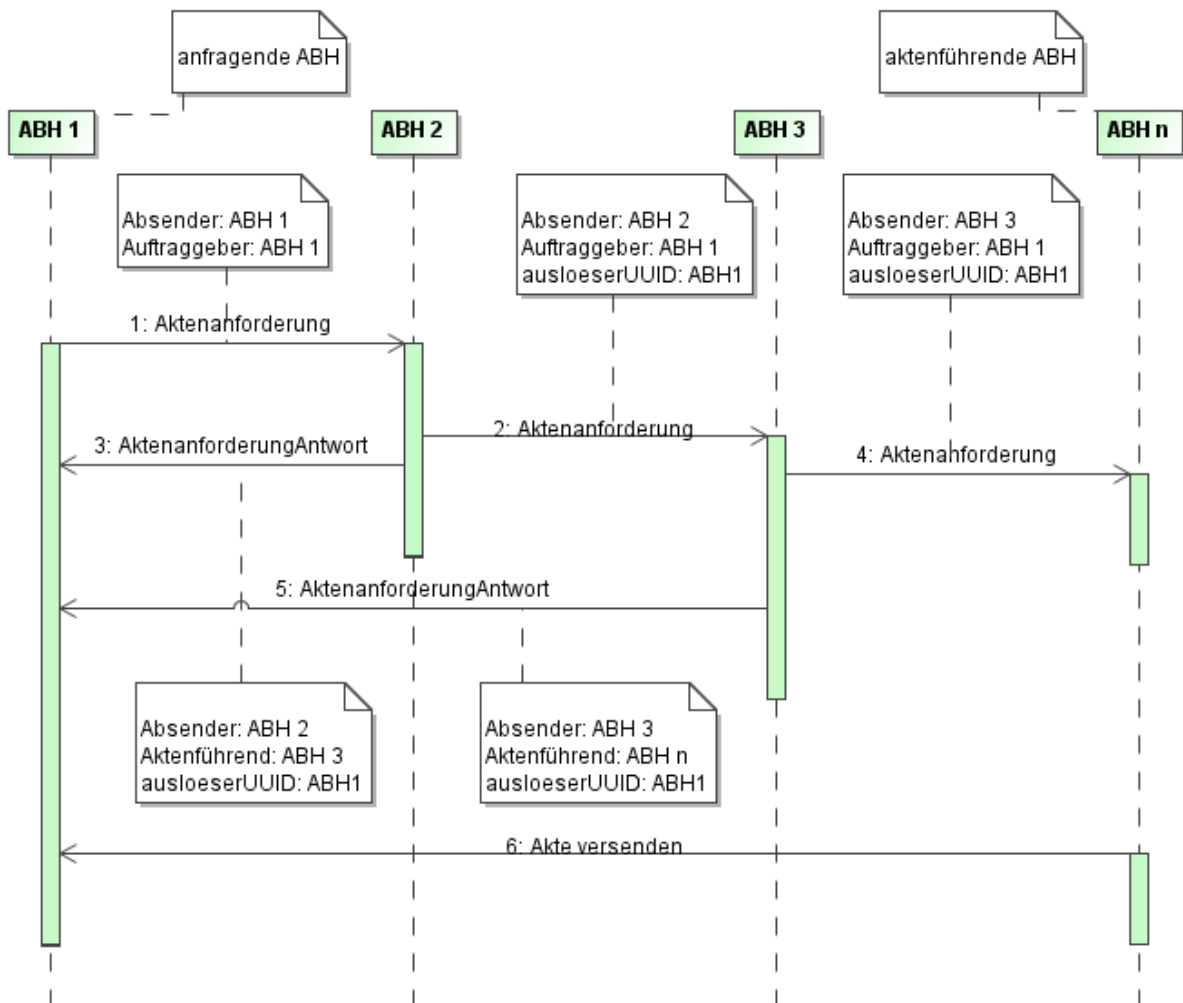 anfragende ABH
aktenführende ABH
ABH 1
ABH 2
ABH 3
ABH n
Absender: ABH 1
Auftraggeber: ABH 1
Absender: ABH 2
Auftraggeber: ABH 1
ausloeserUUID: ABH1
Absender: ABH 3
Auftraggeber: ABH 1
ausloeserUUID: ABH1
1: Aktenanforderung
2: Aktenanforderung
3: AktenanforderungAntwort
4: Aktenanforderung
5: AktenanforderungAntwort
Absender: ABH 2
Aktenführend: ABH 3
ausloeserUUID: ABH1
Absender: ABH 3
Aktenführend: ABH n
ausloeserUUID: ABH1
6: Akte versenden